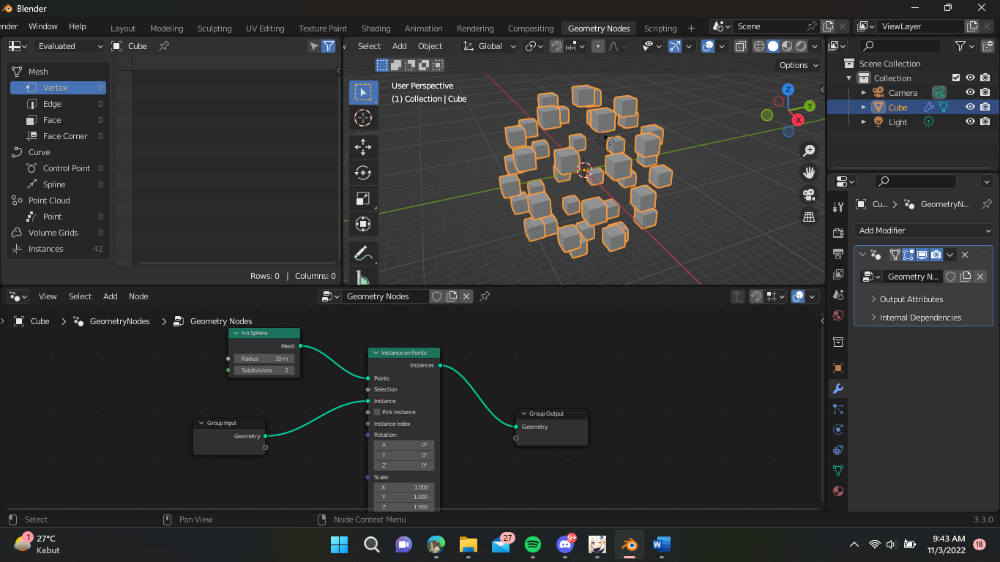 Blender
ender Window Help
Layout Modeling Sculpting UV Editing Texture Paint Shading Animation Rendering Compositing Geometry Nodes Scripting +
Scene
ViewLayer
Evaluated
Cube
Mesh
Vertex 0
Edge 0
Face 0
Face Corner 0
Curve
Control Point 0
Spline 0
Point Cloud
Point 0
Volume Grids 0
Instances 42
Rows: 0 | Columns: 0
Select Add Object
Global
Options
User Perspective
(1) Collection | Cube
Z
Y
X
Scene Collection
Collection
Camera
Cube
Light
Cu... > GeometryN...
Add Modifier
Geometry N...
Output Attributes
Internal Dependencies
View Select Add Node
Geometry Nodes
Cube > GeometryNodes > Geometry Nodes
Ico Sphere
Mesh
Radius 10 m
Subdivisions 2
Group Input
Geometry
Instance on Points
Instances
Points
Selection
Instance
Pick Instance
Instance Index
Rotation:
X 0°
Y 0°
Z 0°
Scale:
X 1.000
Y 1.000
Z 1.000
Group Output
Geometry
Select
Pan View
Node Context Menu
3.3.0
1
27°C
Kabut
27
9+
W
9:43 AM
11/3/2022
18